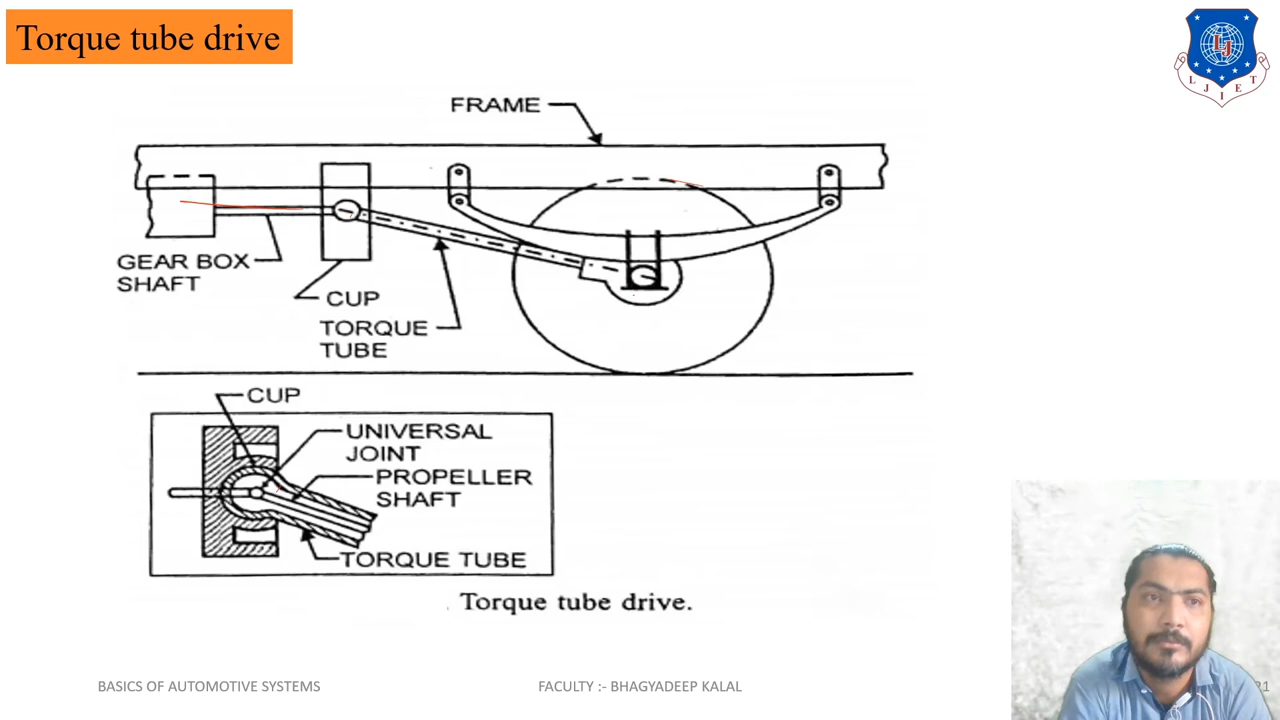 Torque tube drive
L J I E T
LJ
FRAME
GEAR BOX
SHAFT
CUP
TORQUE
TUBE
CUP
UNIVERSAL
JOINT
PROPELLER
SHAFT
TORQUE TUBE
Torque tube drive.
BASICS OF AUTOMOTIVE SYSTEMS
FACULTY :- BHAGYADEEP KALAL